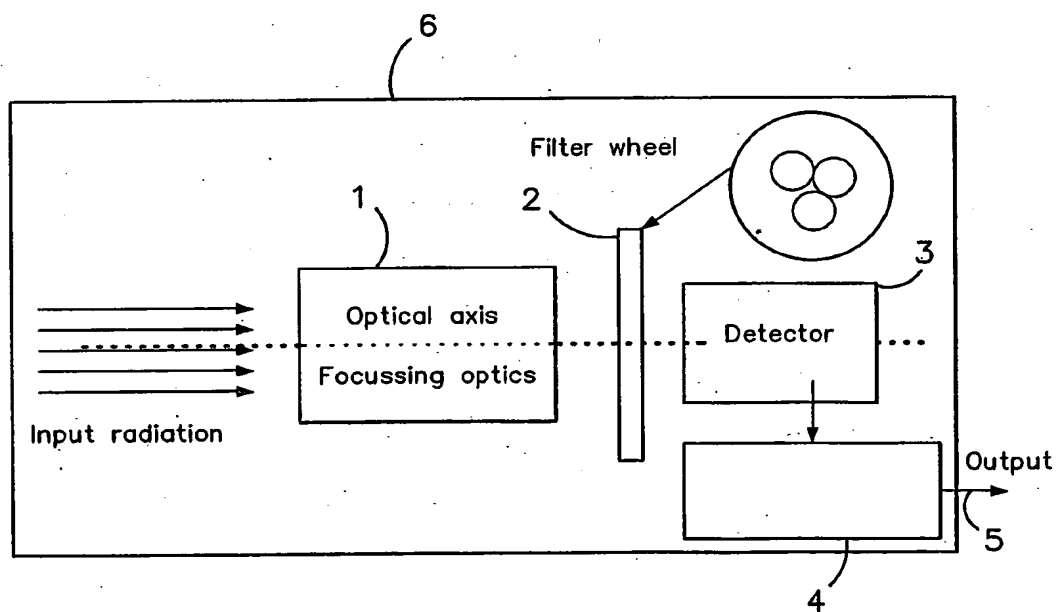 6
Filter wheel
1
2
3
Optical axis
Detector
Focussing optics
Input radiation
Output
5
4